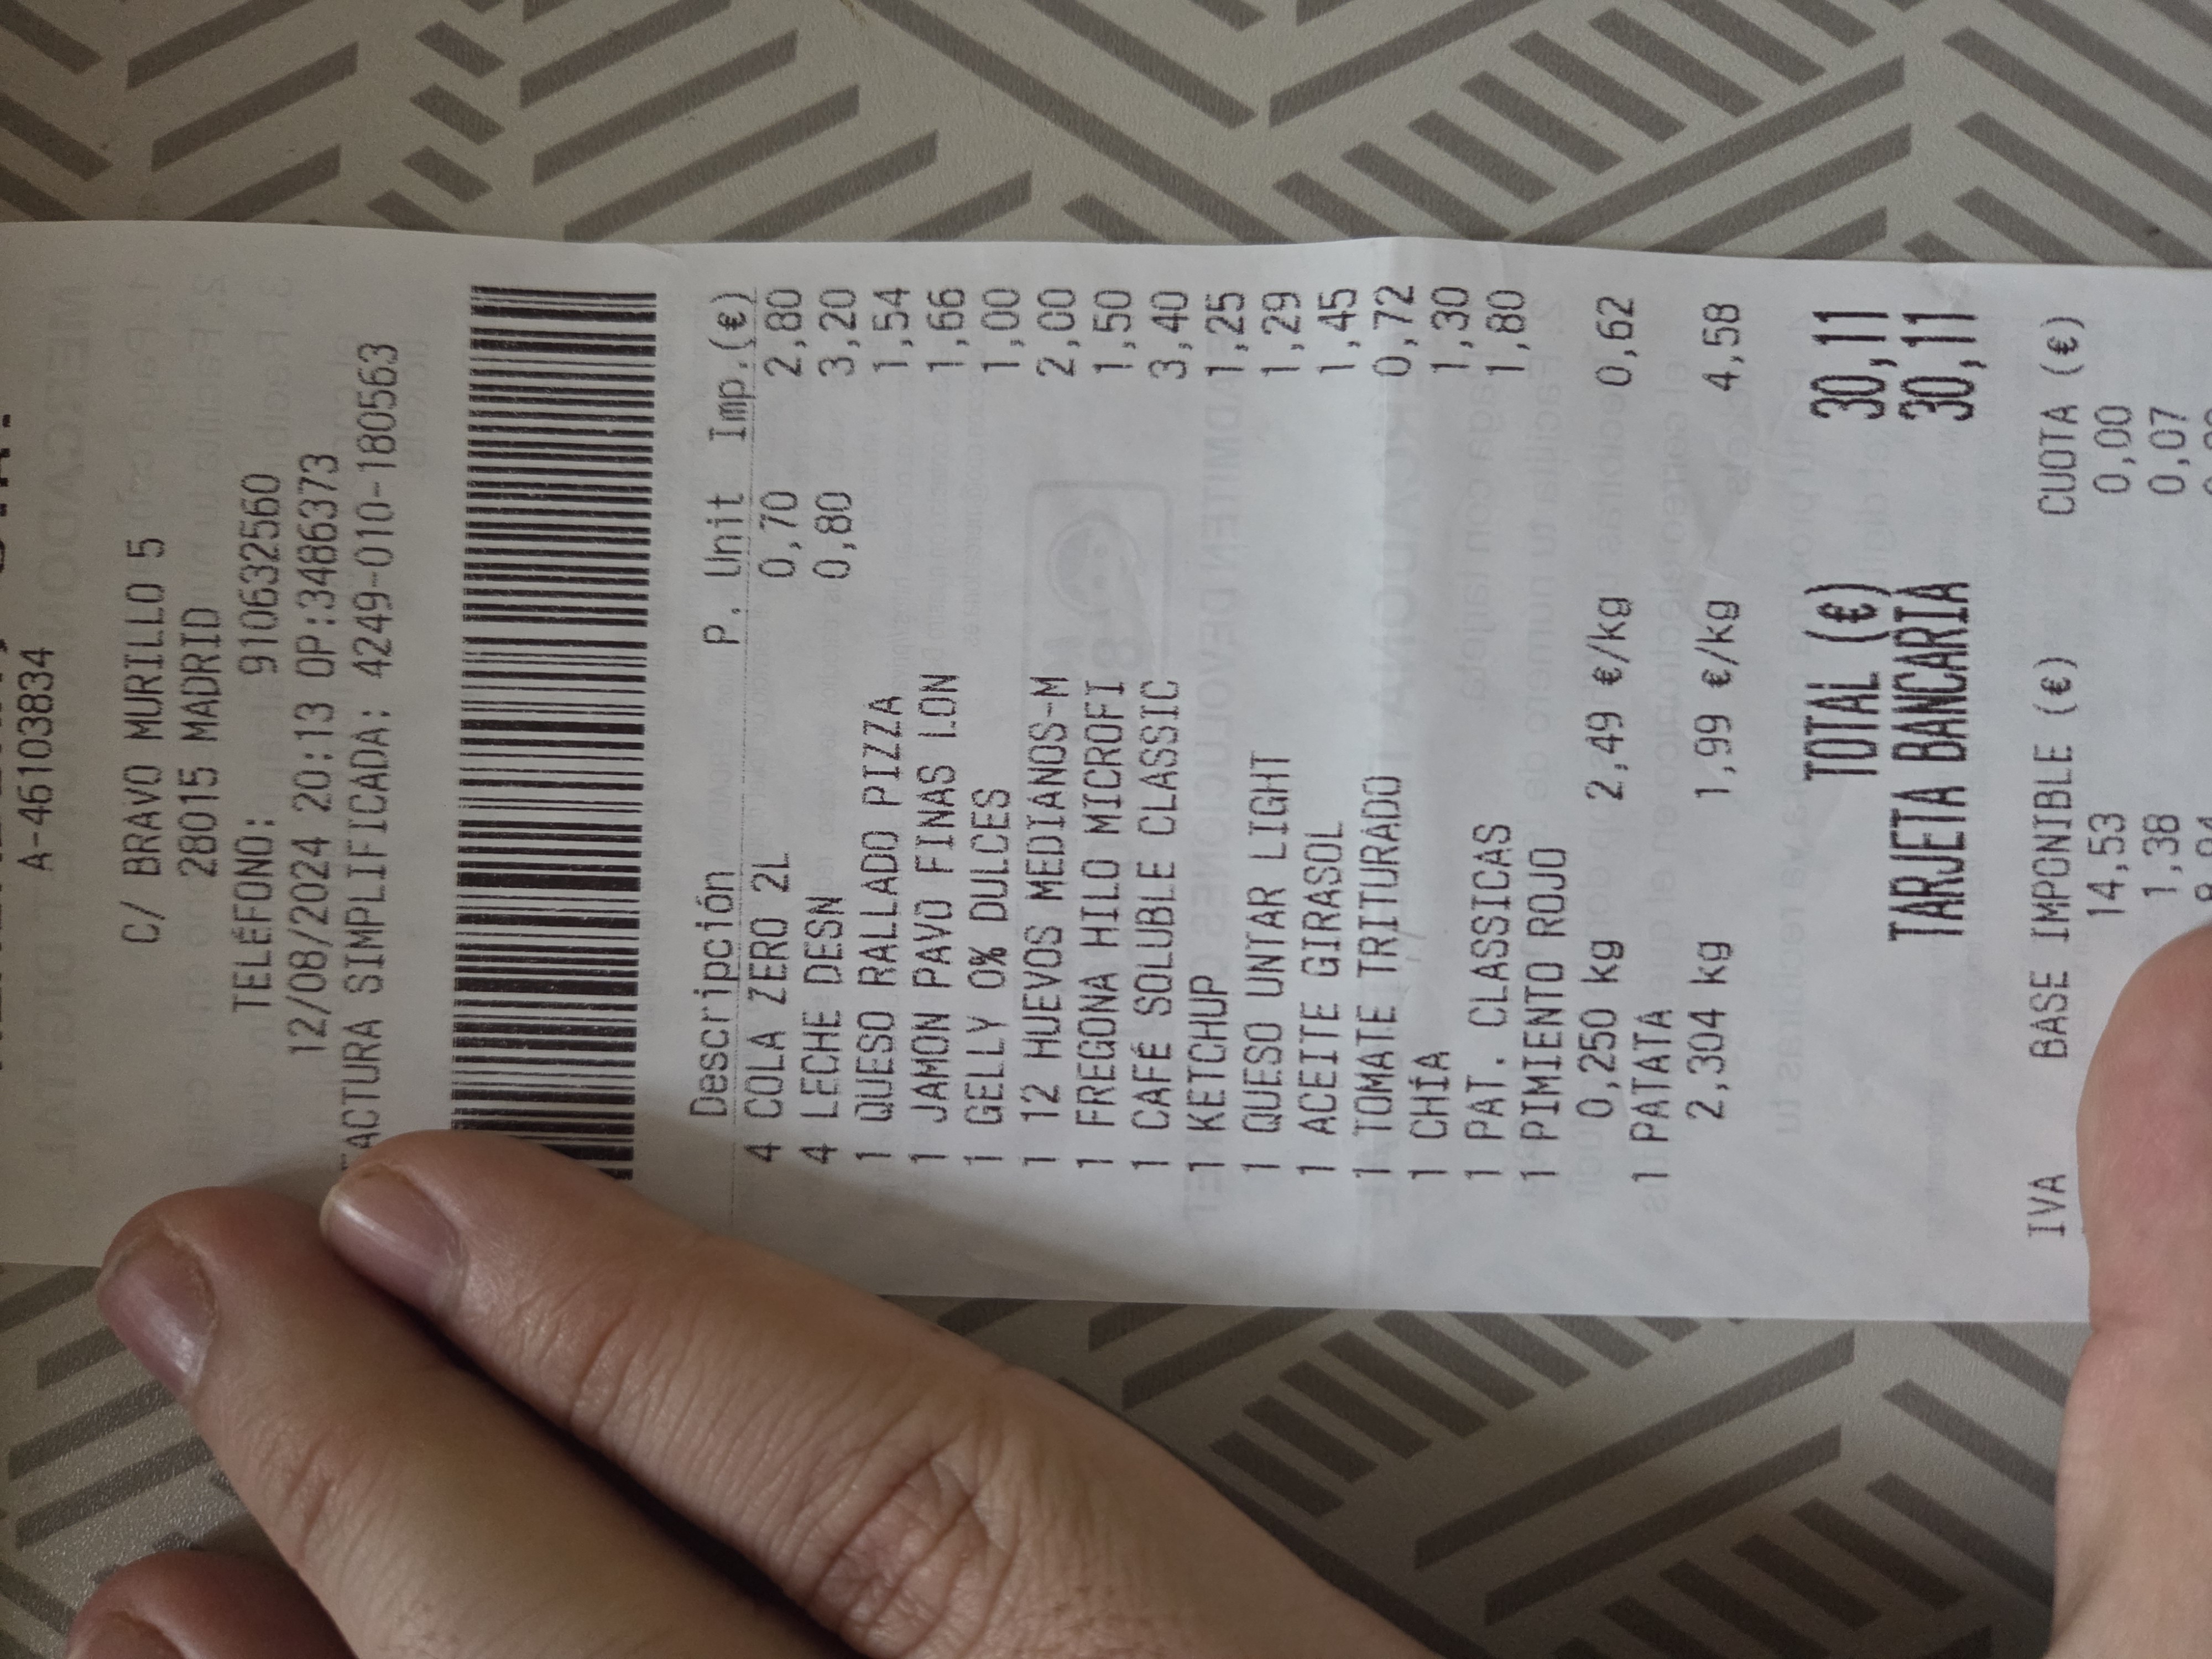 A-46103834
C/ BRAVO MURILLO 5
28015 MADRID
TELÉFONO: 910632560
12/08/2024 20:13 OP:3486373
FACTURA SIMPLIFICADA: 4249-010-180563
Descripción P. Unit Imp.(€)
4 COLA ZERO 2L 0,70 2,80
4 LECHE DESN 0,80 3,20
1 QUESO RALLADO PIZZA 1,54
1 JAMON PAVO FINAS LON 1,66
1 GELLY 0% DULCES 1,00
1 12 HUEVOS MEDIANOS-M 2,00
1 FREGONA HILO MICROFI 1,50
1 CAFÉ SOLUBLE CLASSIC 3,40
1 KETCHUP 1,25
1 QUESO UNTAR LIGHT 1,29
1 ACEITE GIRASOL 1,45
1 TOMATE TRITURADO 0,72
1 CHÍA 1,30
1 PAT. CLASSICAS 1,80
1 PIMIENTO ROJO
0,250 kg 2,49 €/kg 0,62
1 PATATA
2,304 kg 1,99 €/kg 4,58
TOTAL (€) 30,11
TARJETA BANCARIA 30,11
IVA BASE IMPONIBLE (€) CUOTA (€)
14,53 0,00
1,38 0,07